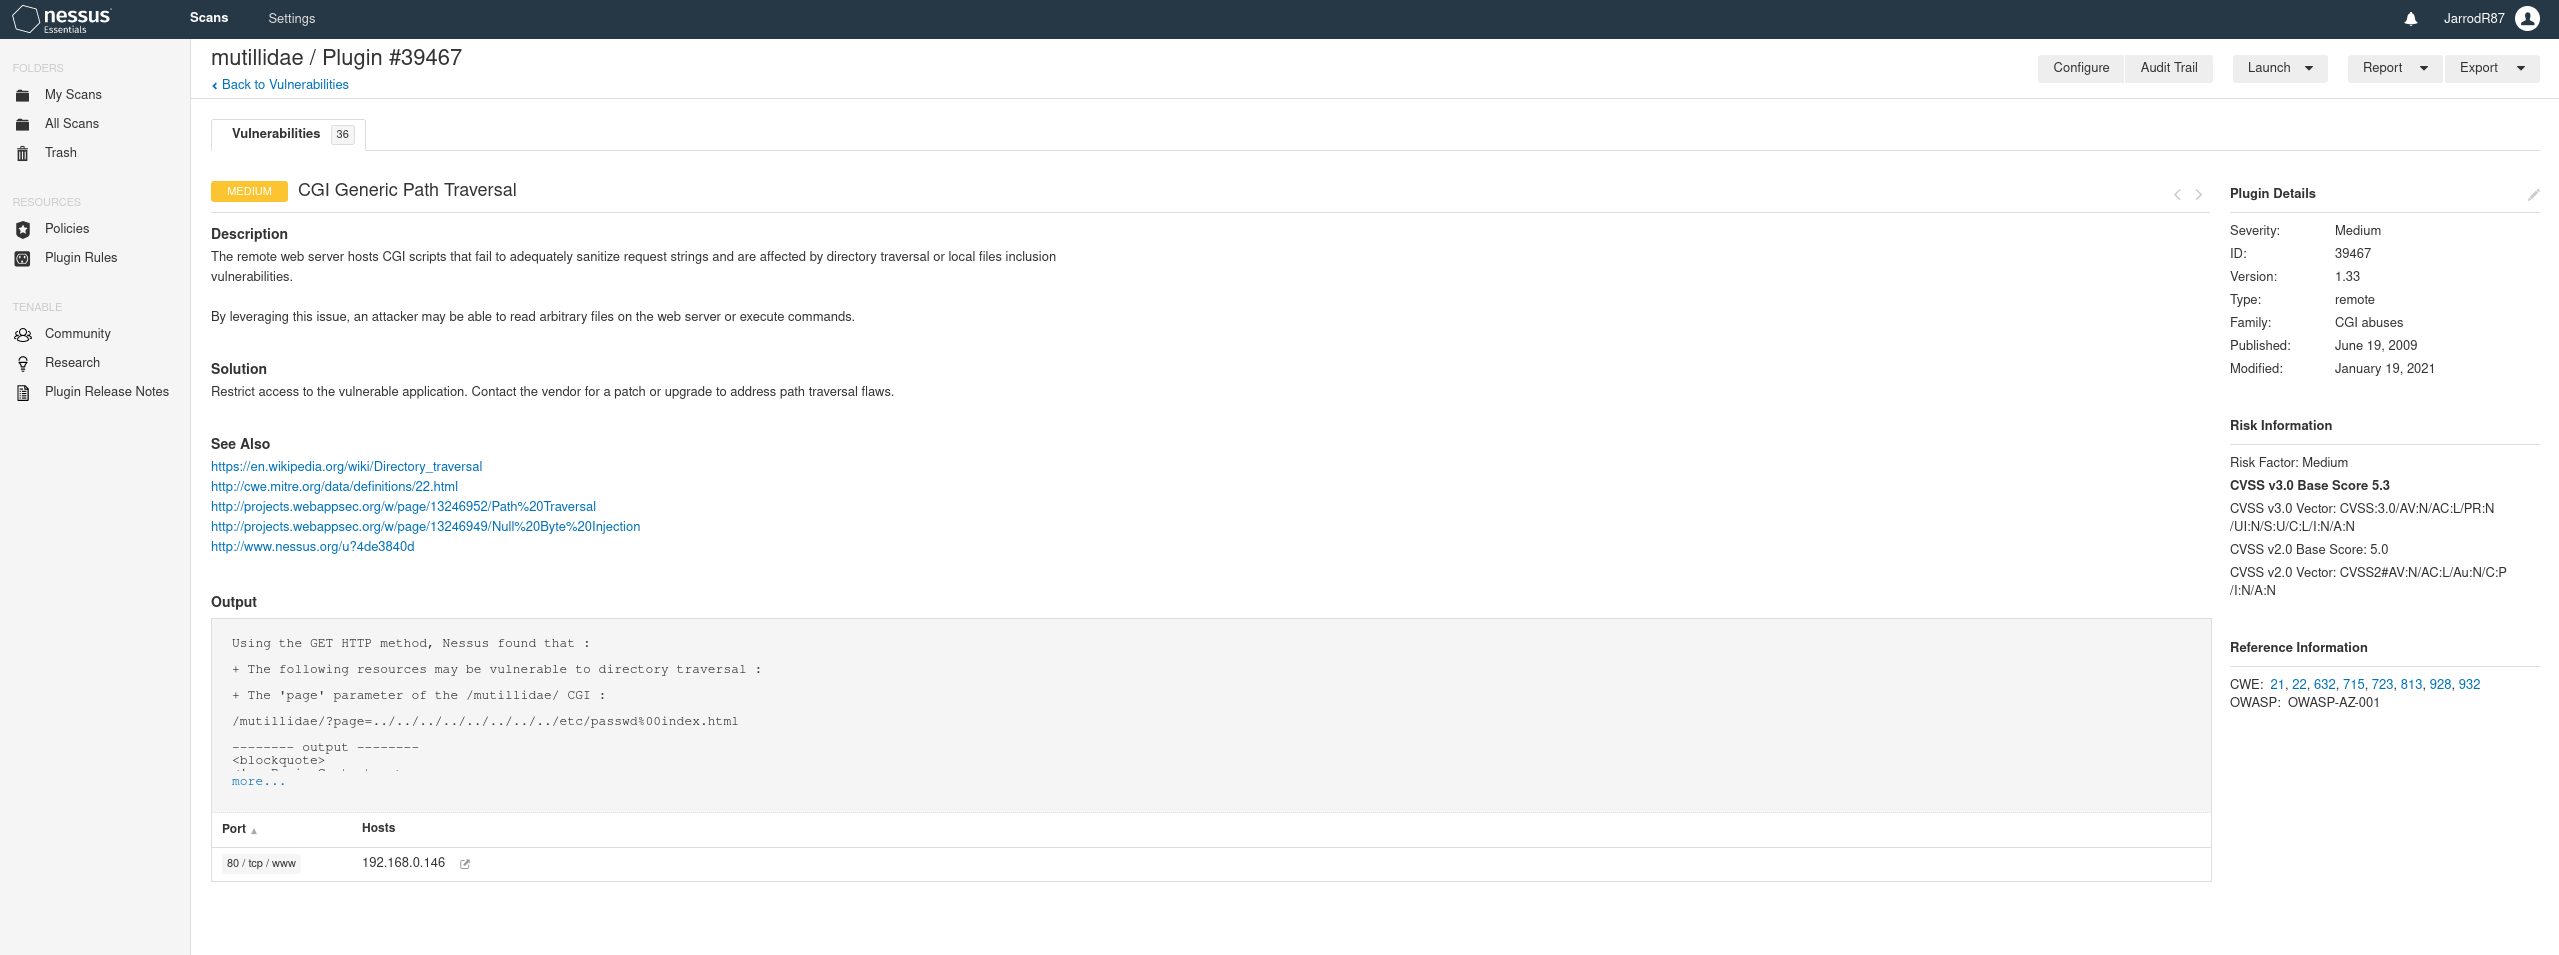 nessus
Essentials
Scans
Settings
JarrodR87
FOLDERS
My Scans
All Scans
Trash
RESOURCES
Policies
Plugin Rules
TENABLE
Community
Research
Plugin Release Notes
mutillidae / Plugin #39467
Back to Vulnerabilities
Configure
Audit Trail
Launch
Report
Export
Vulnerabilities 36
MEDIUM CGI Generic Path Traversal
Description
The remote web server hosts CGI scripts that fail to adequately sanitize request strings and are affected by directory traversal or local files inclusion
vulnerabilities.
By leveraging this issue, an attacker may be able to read arbitrary files on the web server or execute commands.
Solution
Restrict access to the vulnerable application. Contact the vendor for a patch or upgrade to address path traversal flaws.
See Also
https://en.wikipedia.org/wiki/Directory_traversal
http://cwe.mitre.org/data/definitions/22.html
http://projects.webappsec.org/w/page/13246952/Path%20Traversal
http://projects.webappsec.org/w/page/13246949/Null%20Byte%20Injection
http://www.nessus.org/u?4de3840d
Output
Using the GET HTTP method, Nessus found that :
+ The following resources may be vulnerable to directory traversal :
+ The 'page' parameter of the /mutillidae/ CGI :
/mutillidae/?page=../../../../../../../../etc/passwd%00index.html
-------- output --------
<blockquote>
more...
Port Hosts
80 / tcp / www 192.168.0.146
Plugin Details
Severity: Medium
ID: 39467
Version: 1.33
Type: remote
Family: CGI abuses
Published: June 19, 2009
Modified: January 19, 2021
Risk Information
Risk Factor: Medium
CVSS v3.0 Base Score 5.3
CVSS v3.0 Vector: CVSS:3.0/AV:N/AC:L/PR:N
/UI:N/S:U/C:L/I:N/A:N
CVSS v2.0 Base Score: 5.0
CVSS v2.0 Vector: CVSS2#AV:N/AC:L/Au:N/C:P
/I:N/A:N
Reference Information
CWE: 21, 22, 632, 715, 723, 813, 928, 932
OWASP: OWASP-AZ-001